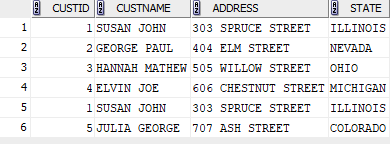 CUSTID CUSTNAME ADDRESS STATE
1 1 SUSAN JOHN 303 SPRUCE STREET ILLINOIS
2 2 GEORGE PAUL 404 ELM STREET NEVADA
3 3 HANNAH MATHEW 505 WILLOW STREET OHIO
4 4 ELVIN JOE 606 CHESTNUT STREET MICHIGAN
5 1 SUSAN JOHN 303 SPRUCE STREET ILLINOIS
6 5 JULIA GEORGE 707 ASH STREET COLORADO